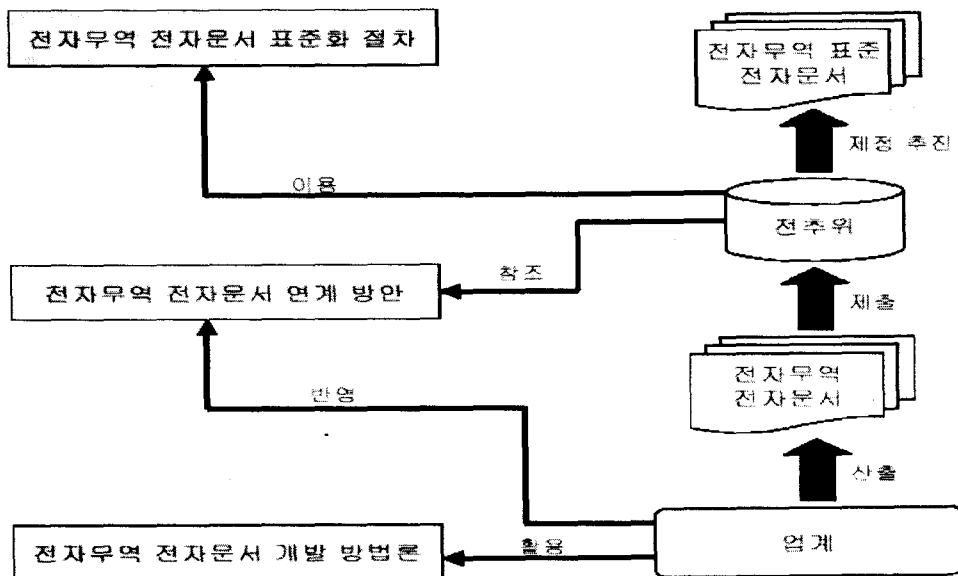 전자무역 전자문서 표준화 절차
전자무역 표준
전자문서
제정 추진
이용
전추위
참조
전자무역 전자문서 연계 방안
제출
전자무역
전자문서
반영
산출
업계
전자무역 전자문서 개발 방법론
활용